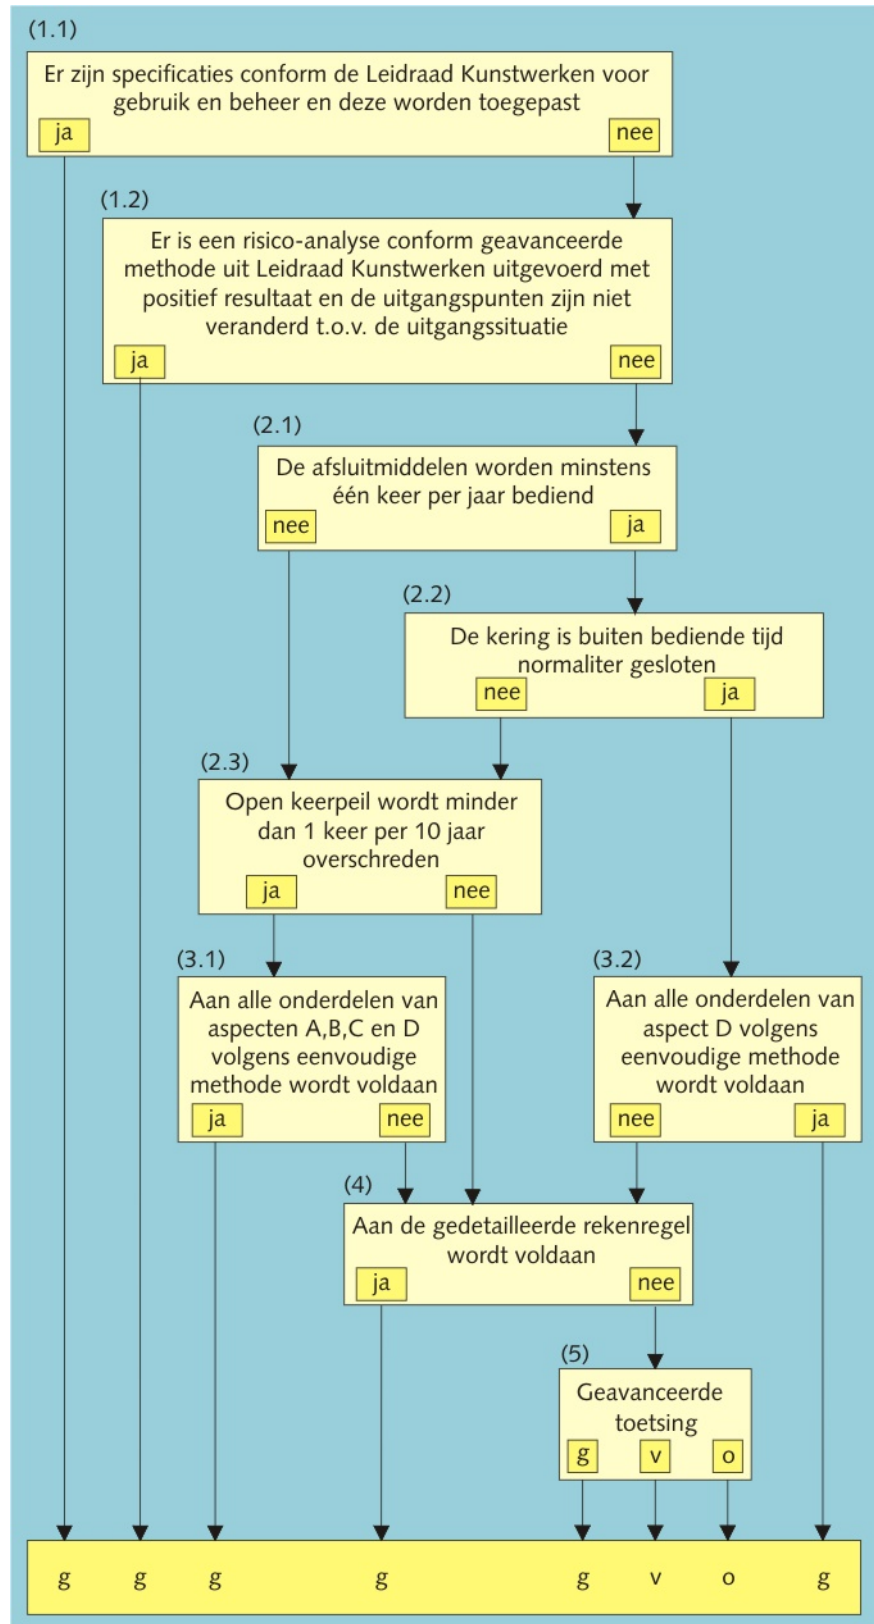 (1.1)
Er zijn specificaties conform de Leidraad Kunstwerken voor
gebruik en beheer en deze worden toegepast
ja
nee
(1.2)
Er is een risico-analyse conform geavanceerde
methode uit Leidraad Kunstwerken uitgevoerd met
positief resultaat en de uitgangspunten zijn niet
veranderd t.o.v. de uitgangssituatie
ja
nee
(2.1)
De afsluitmiddelen worden minstens
één keer per jaar bediend
nee
ja
(2.2)
De kering is buiten bediende tijd
normaliter gesloten
nee
ja
(2.3)
Open keerpeil wordt minder
dan 1 keer per 10 jaar
overschreden
ja
nee
(3.1)
Aan alle onderdelen van
aspecten A,B,C en D
volgens eenvoudige
methode wordt voldaan
ja
nee
(3.2)
Aan alle onderdelen van
aspect D volgens
eenvoudige methode
wordt voldaan
nee
ja
(4)
Aan de gedetailleerde rekenregel
wordt voldaan
ja
nee
(5)
Geavanceerde
toetsing
g v o
g g g g g v o g